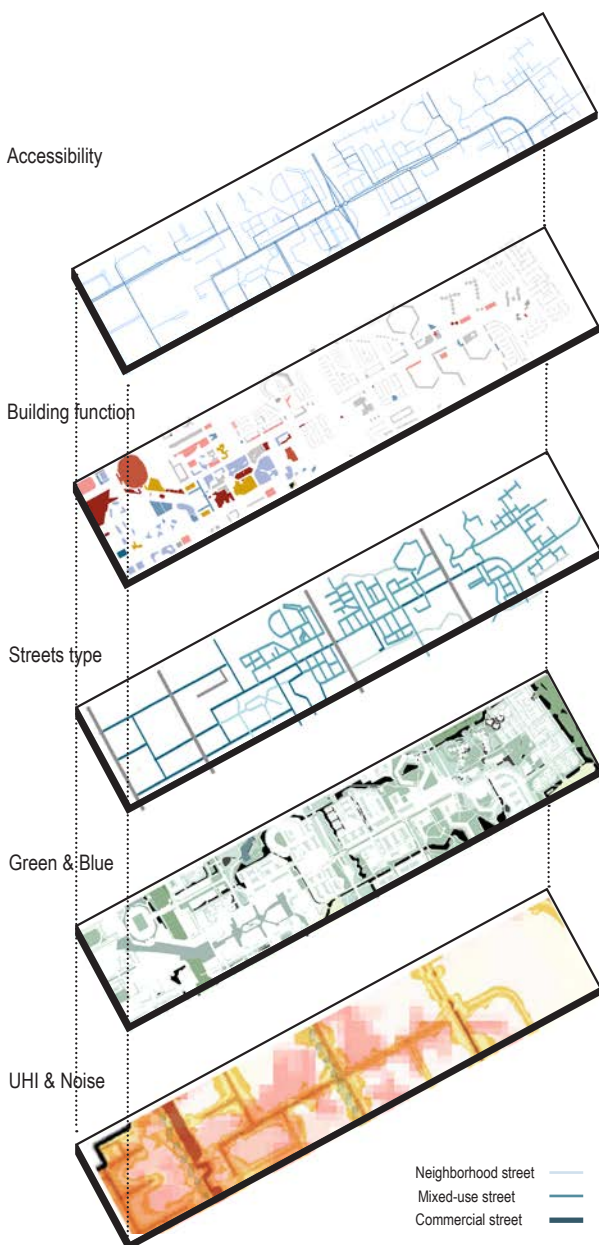 Accessibility
Building function
Streets type
Green & Blue
UHI & Noise
Neighborhood street
Mixed-use street
Commercial street